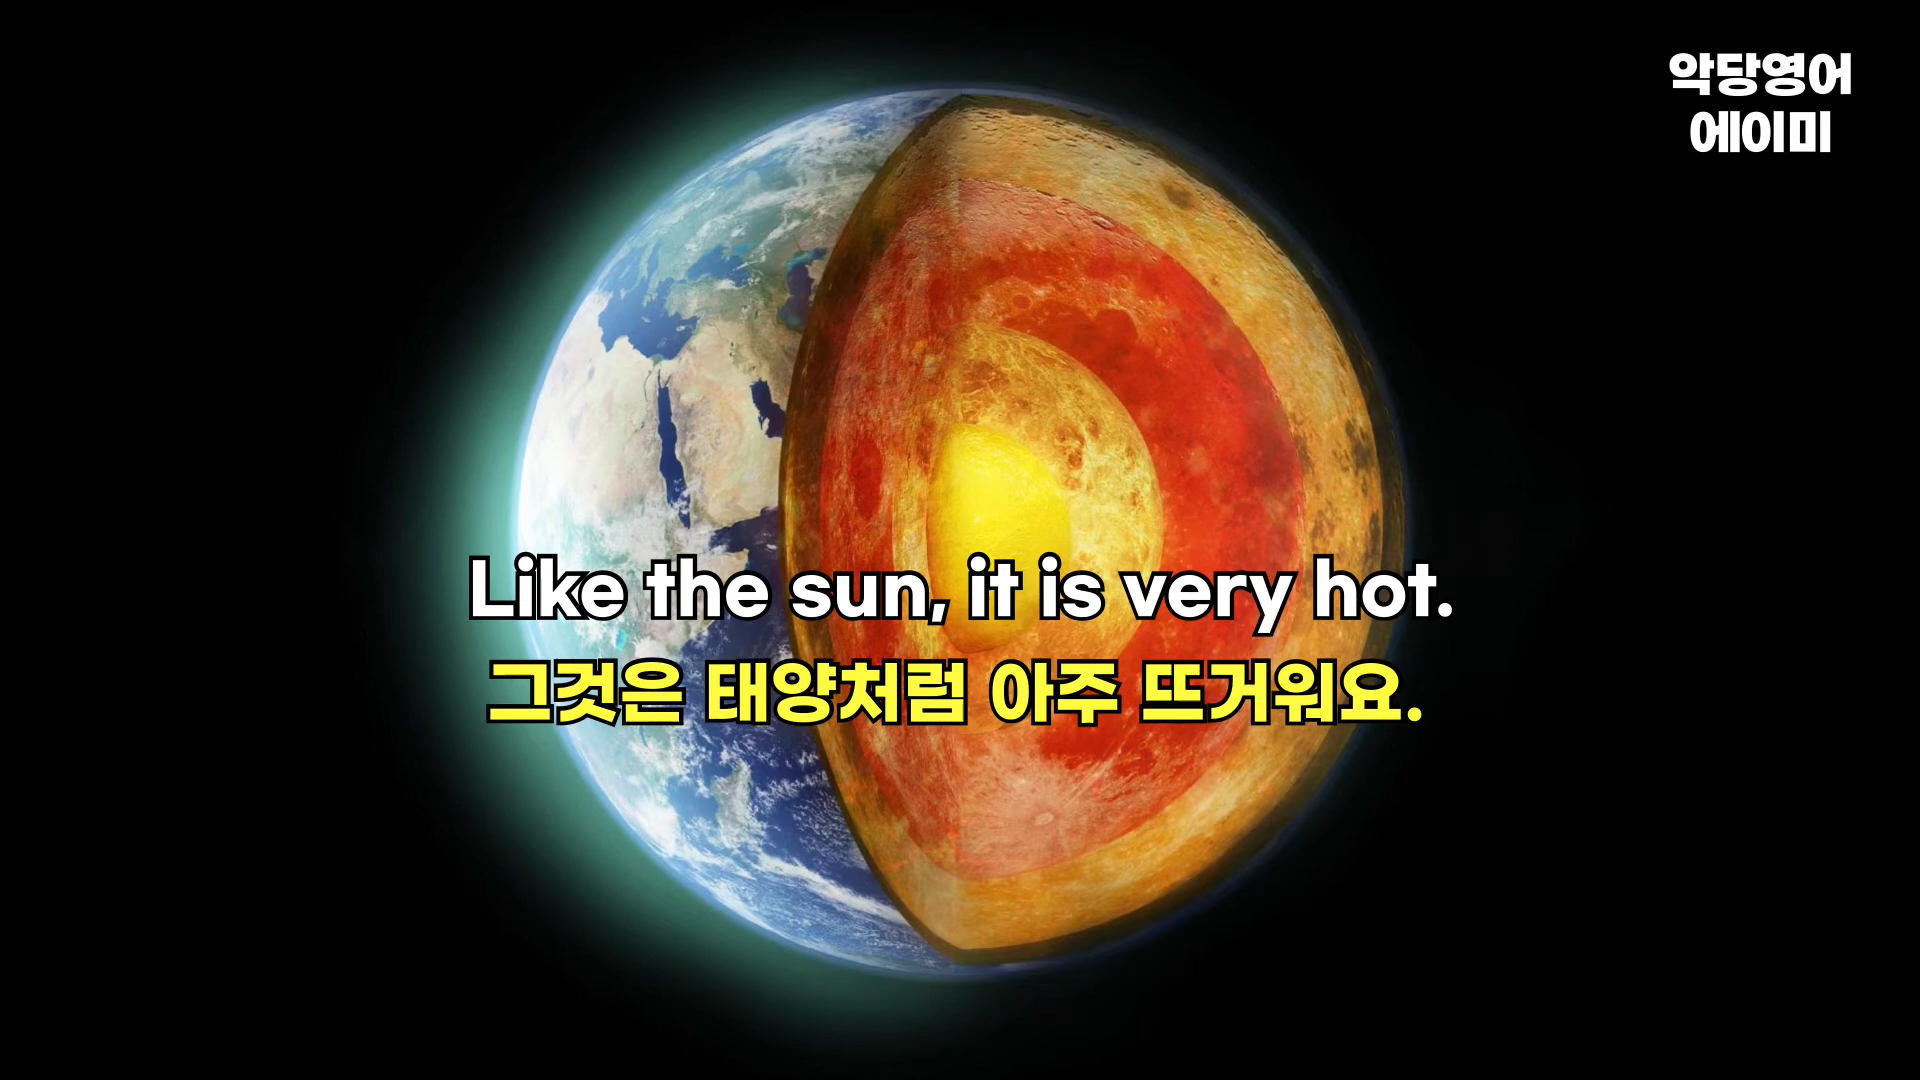 악당영어
에이미
Like the sun, it is very hot.
그것은 태양처럼 아주 뜨거워요.